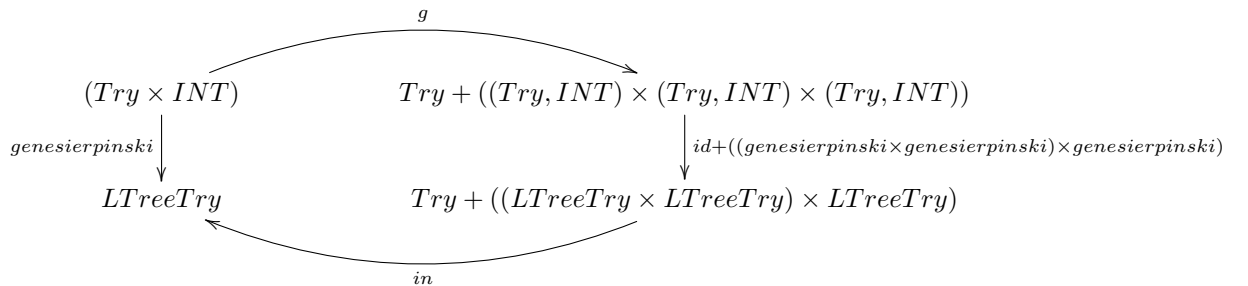 g
(Try × INT) Try + ((Try, INT) × (Try, INT) × (Try, INT))
genesierpinski id+((genesierpinski×genesierpinski)×genesierpinski)
LTreeTry Try + ((LTreeTry × LTreeTry) × LTreeTry)
in